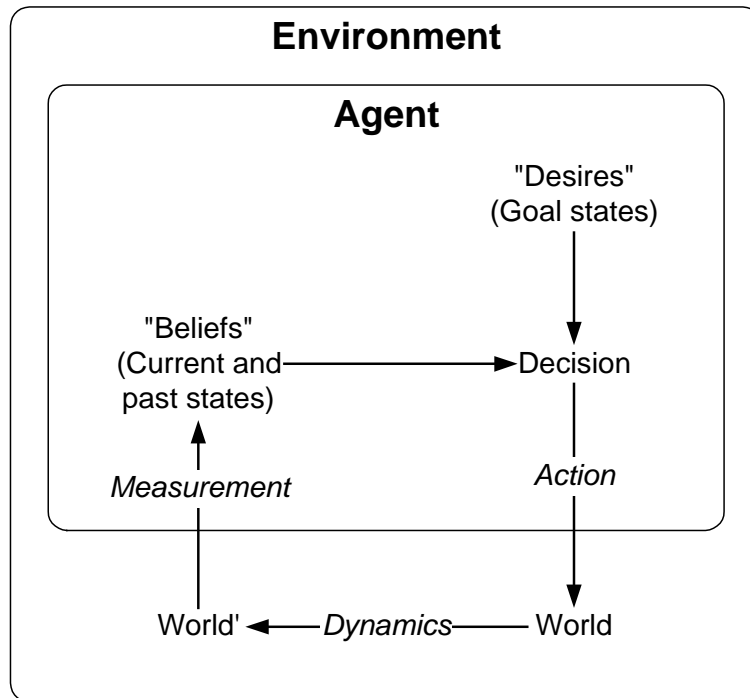 Environment
Agent
"Desires"
(Goal states)
"Beliefs"
(Current and
past states)
Decision
Measurement
Action
World'
Dynamics
World